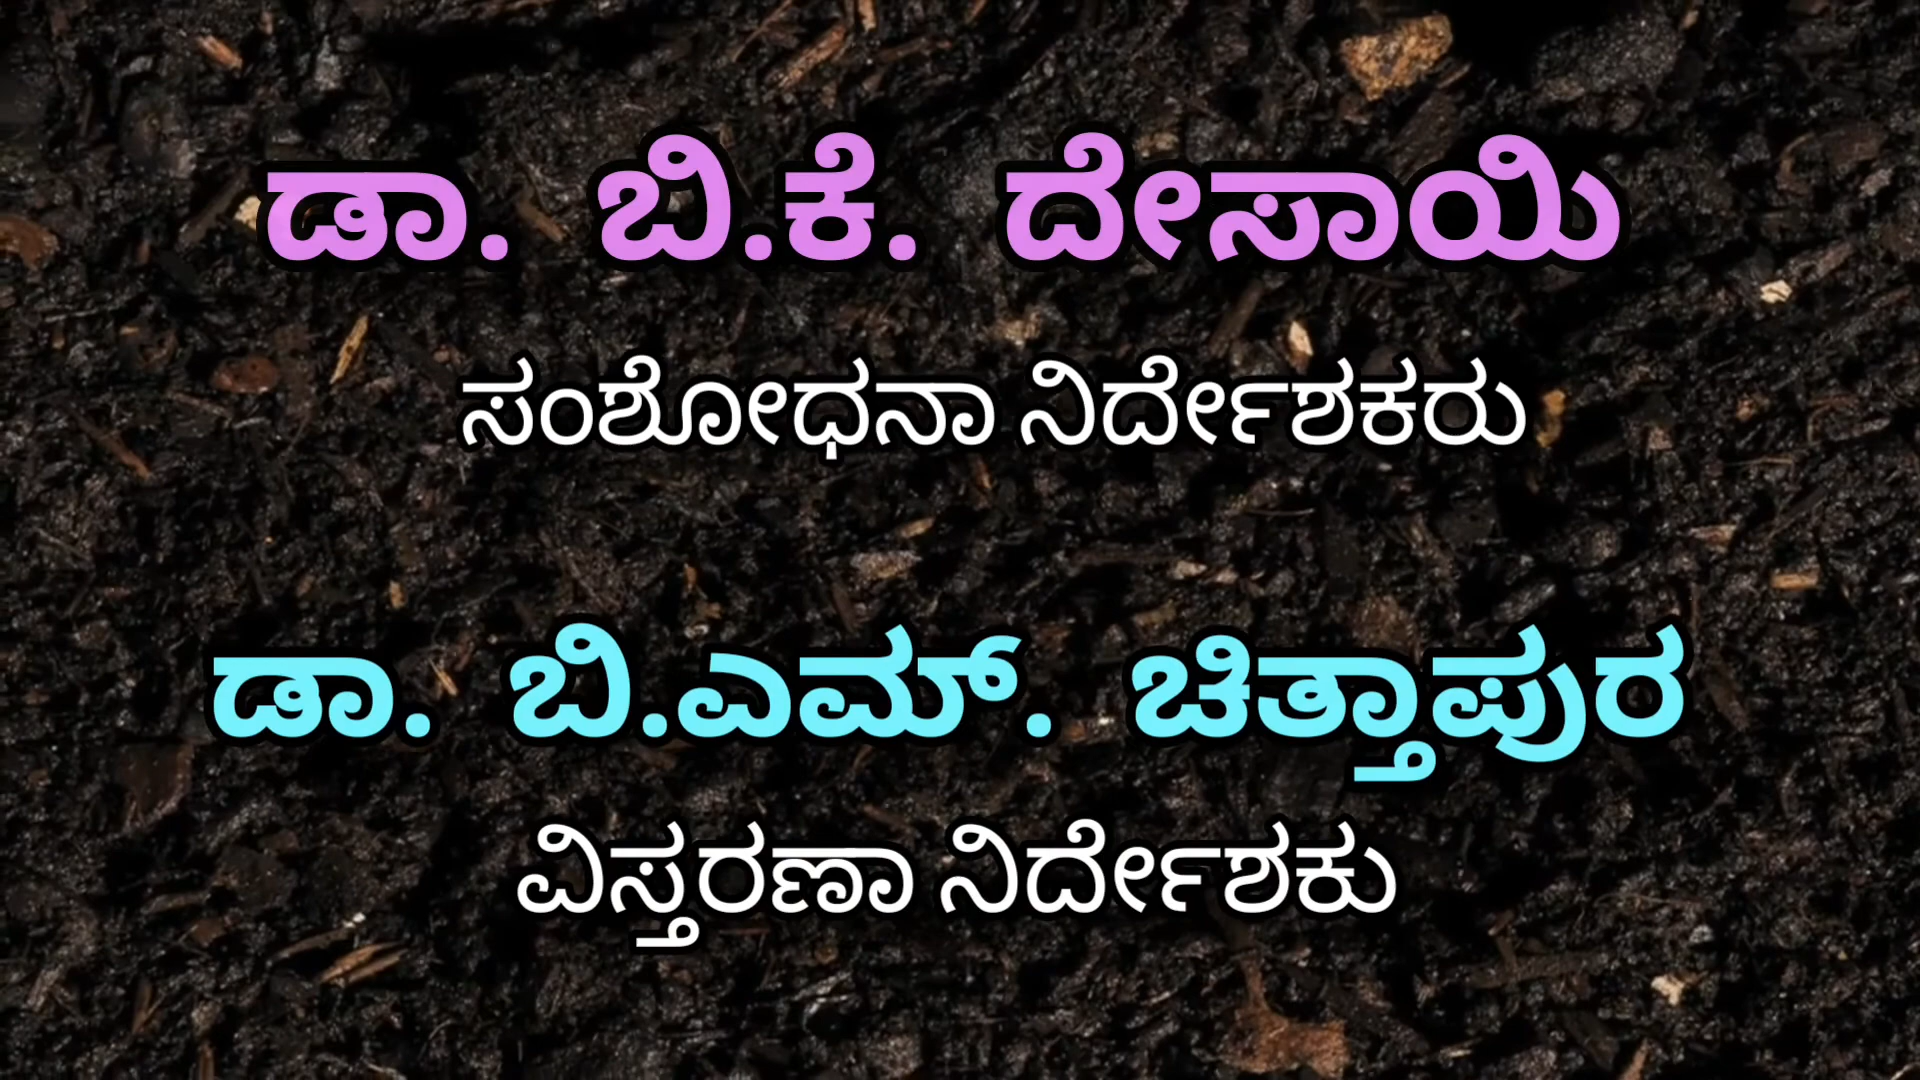 ಡಾ. ಬಿ.ಕೆ. ದೇಸಾಯಿ
ಸಂಶೋಧನಾ ನಿರ್ದೇಶಕರು
ಡಾ. ಬಿ.ಎಮ್. ಚಿತ್ತಾಪುರ
ವಿಸ್ತರಣಾ ನಿರ್ದೇಶಕು